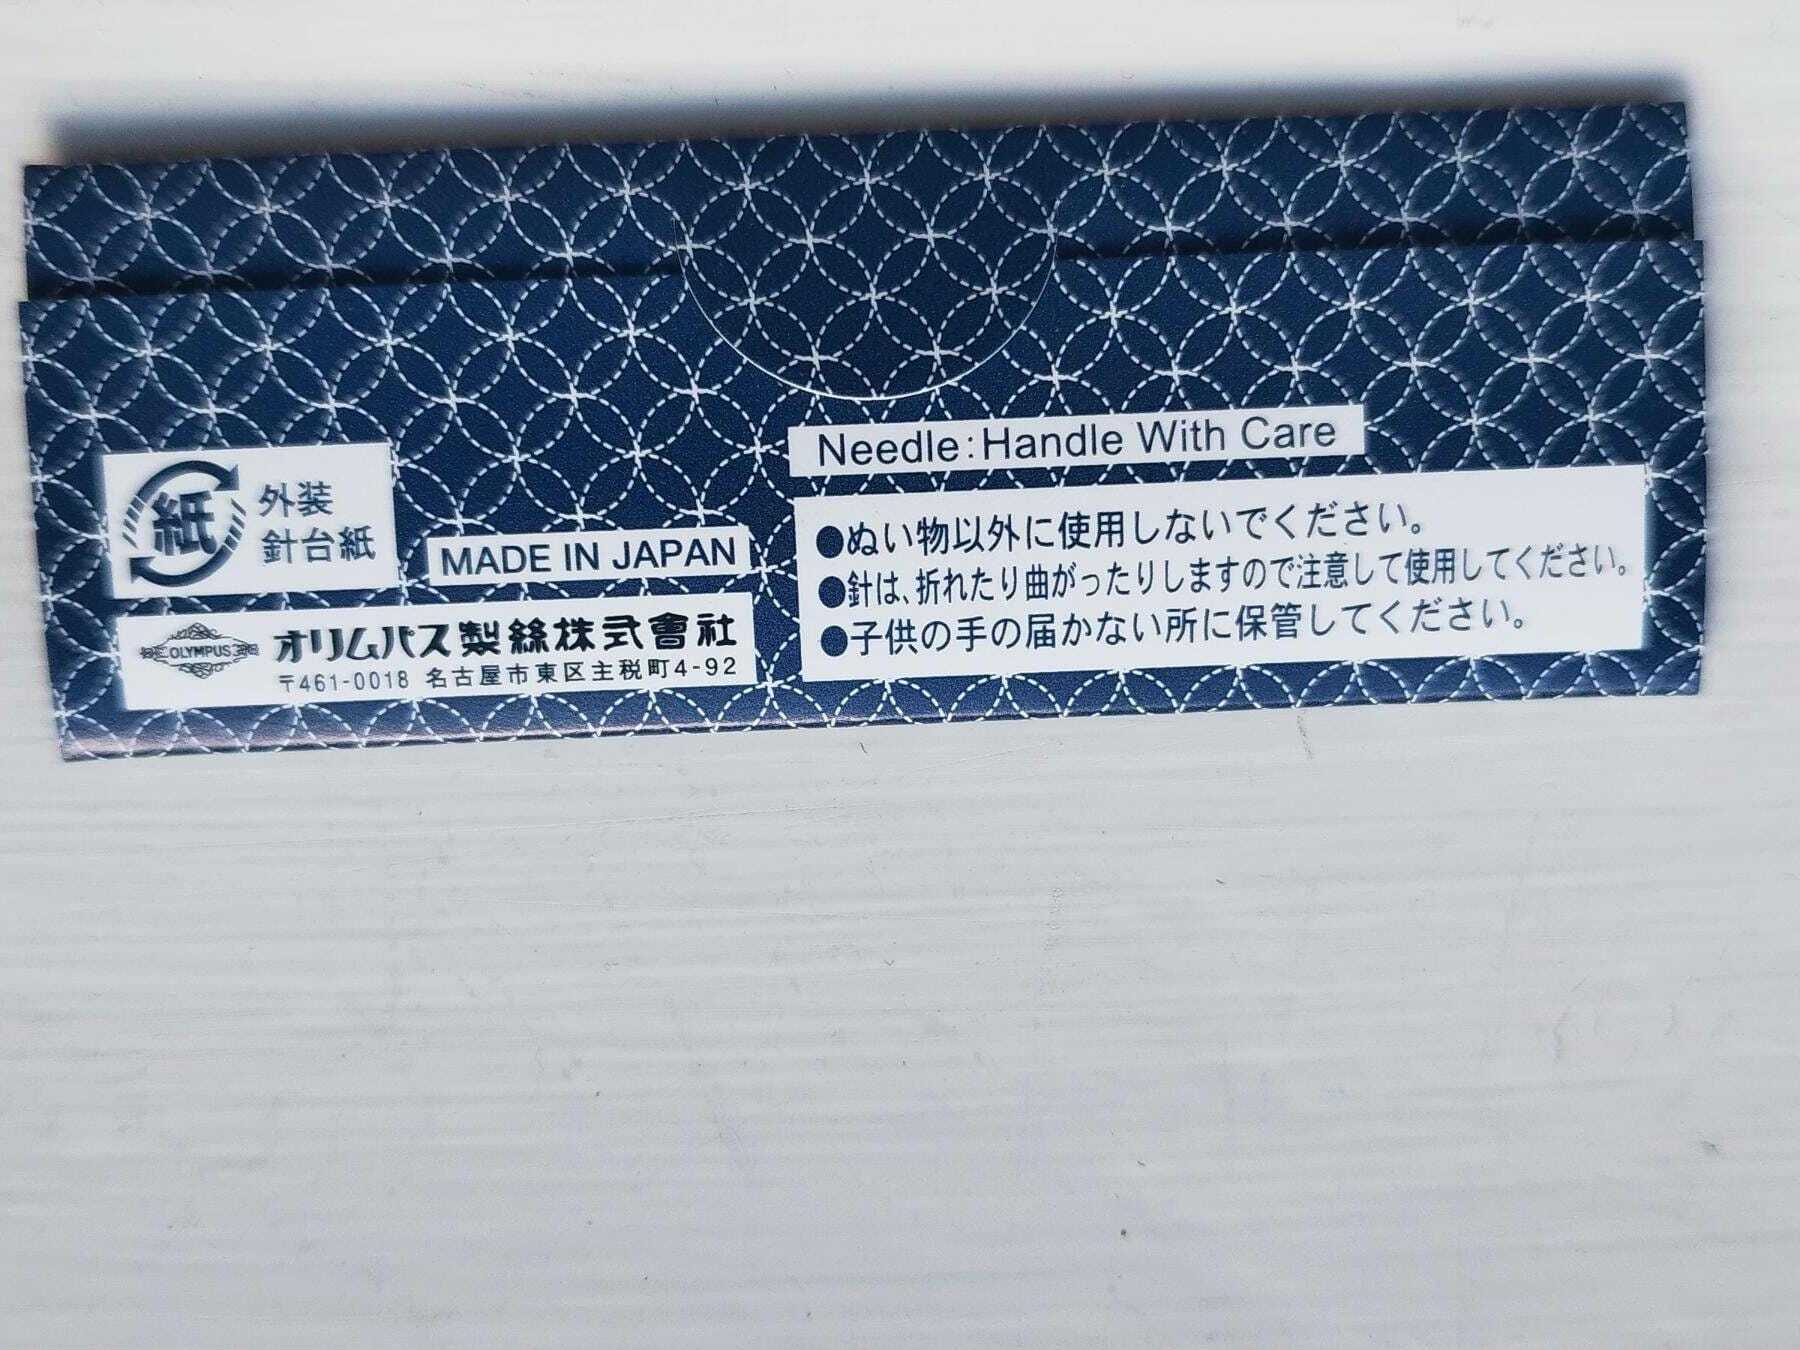 Needle:Handle With Care
●ぬい物以外に使用しないでください。
●針は、折れたり曲がったりしますので注意して使用してください。
●子供の手の届かない所に保管してください。
紙
外装
針台紙
MADE IN JAPAN
OLYMPUS
オリムパス製絲株式會社
〒461-0018 名古屋市東区主税町4-92